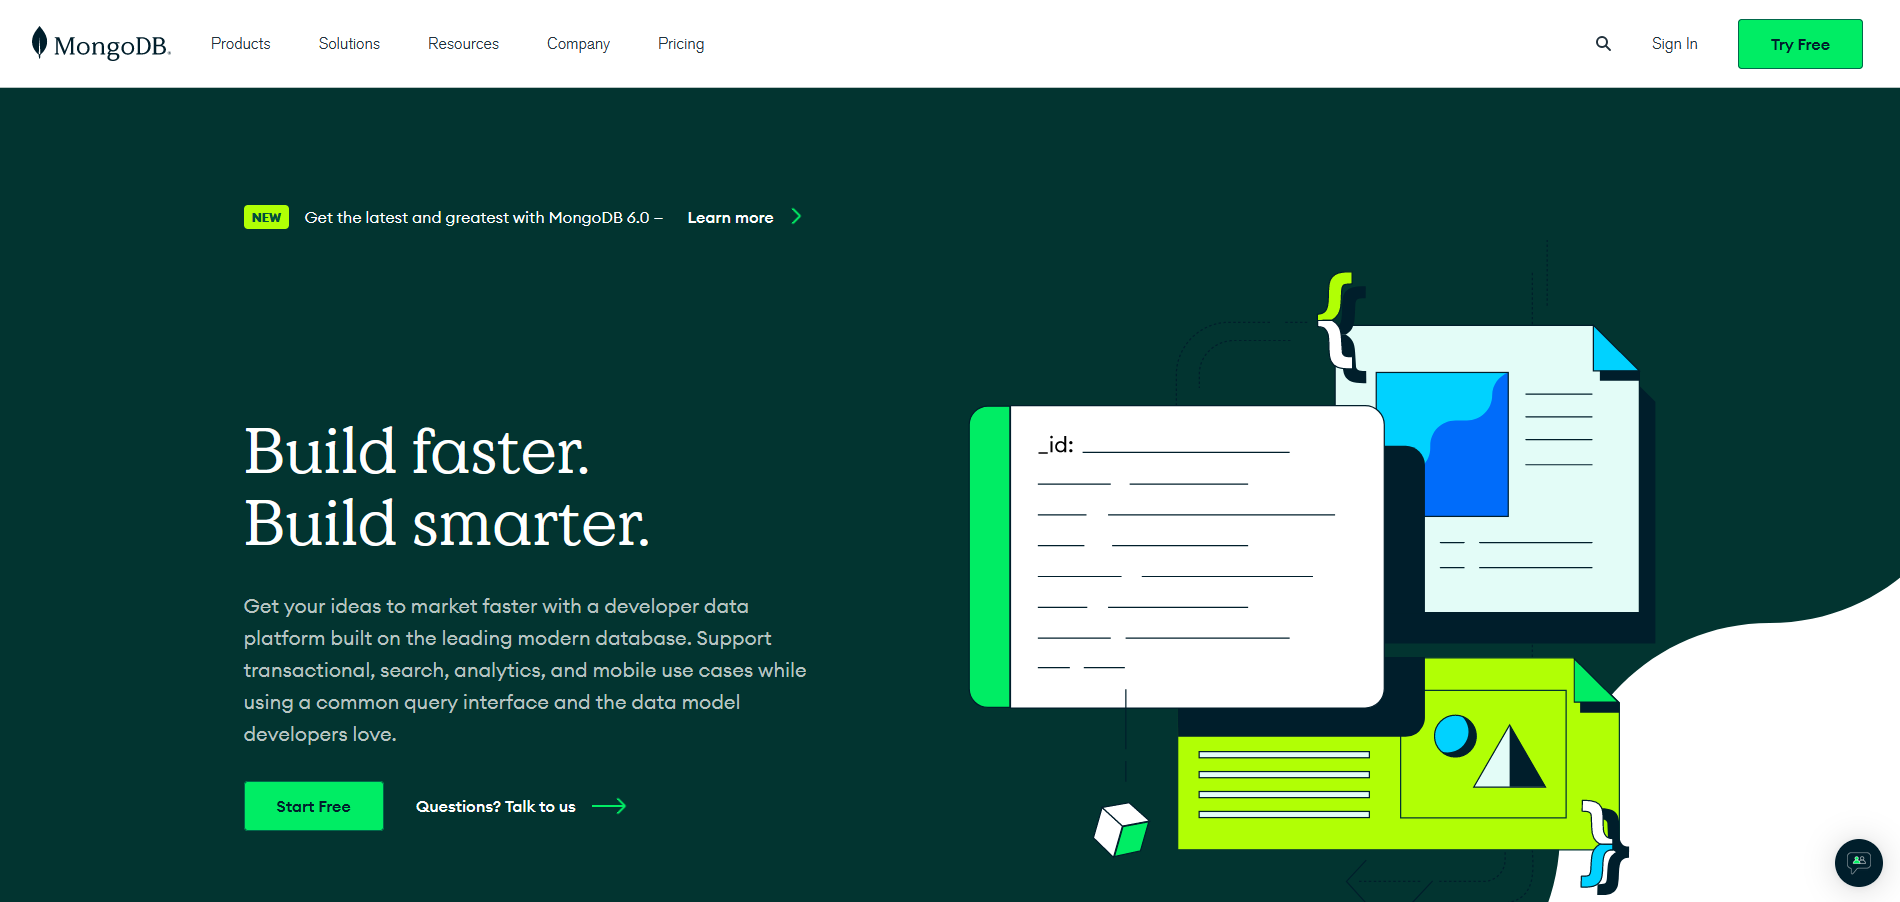 MongoDB.
Products
Solutions
Resources
Company
Pricing
Sign In
Try Free
NEW Get the latest and greatest with MongoDB 6.0 – Learn more
Build faster.
Build smarter.
Get your ideas to market faster with a developer data
platform built on the leading modern database. Support
transactional, search, analytics, and mobile use cases while
using a common query interface and the data model
developers love.
Start Free
Questions? Talk to us
_id: